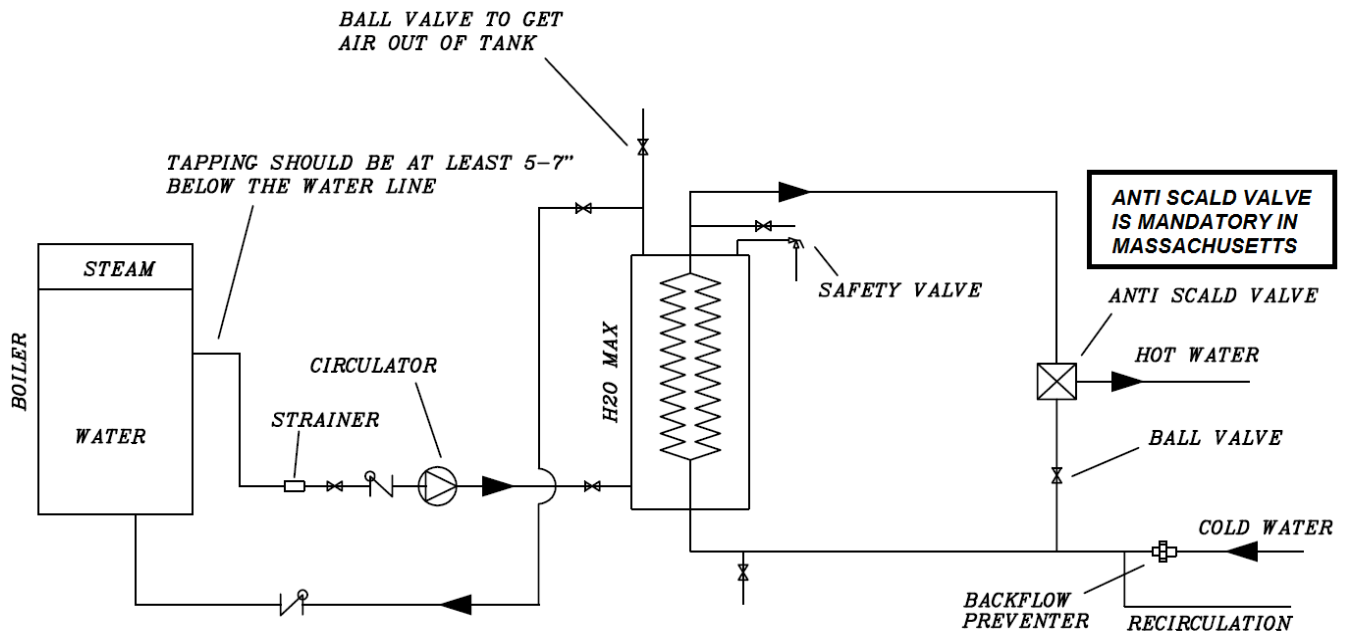 BALL VALVE TO GET
AIR OUT OF TANK
TAPPING SHOULD BE AT LEAST 5-7"
BELOW THE WATER LINE
ANTI SCALD VALVE
IS MANDATORY IN
MASSACHUSETTS
STEAM
SAFETY VALVE
ANTI SCALD VALVE
BOILER
CIRCULATOR
H2O MAX
HOT WATER
WATER
STRAINER
BALL VALVE
COLD WATER
BACKFLOW
PREVENTER
RECIRCULATION